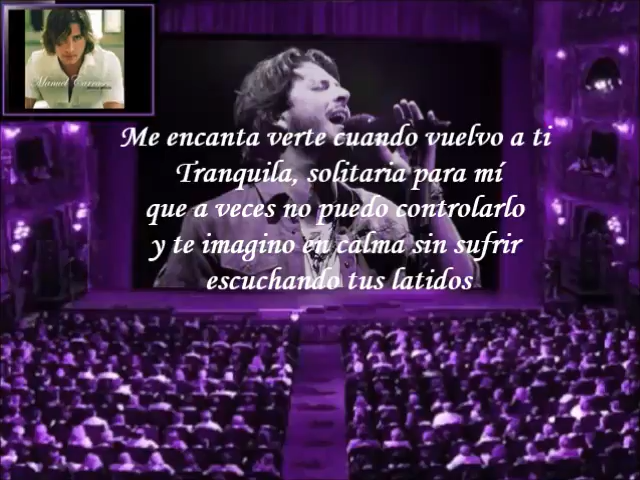 Manuel Carrasco
Me encanta verte cuando vuelvo a ti
Tranquila, solitaria para mí
que a veces no puedo controlarlo
y te imagino en calma sin sufrir
escuchando tus latidos